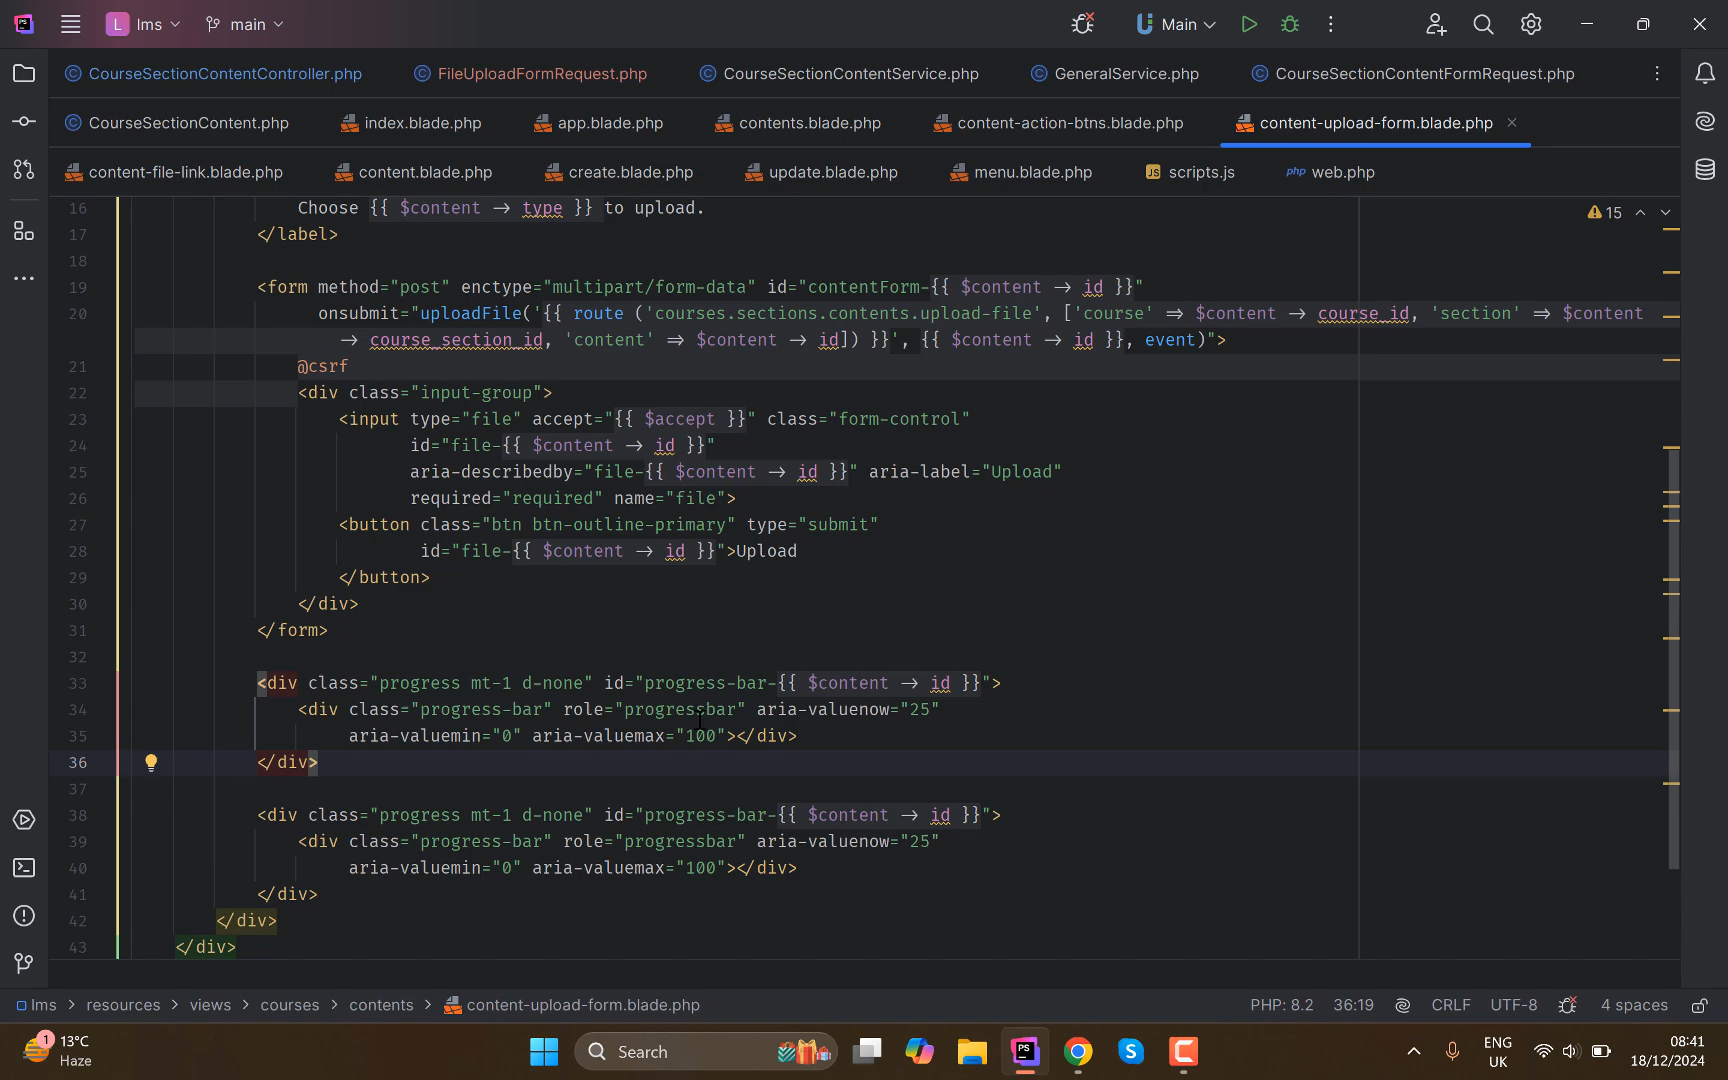 L lms main Main
CourseSectionContentController.php FileUploadFormRequest.php CourseSectionContentService.php GeneralService.php CourseSectionContentFormRequest.php
CourseSectionContent.php index.blade.php app.blade.php contents.blade.php content-action-btns.blade.php content-upload-form.blade.php
content-file-link.blade.php content.blade.php create.blade.php update.blade.php menu.blade.php JS scripts.js php web.php
15
16 Choose {{ $content → type }} to upload.
17 </label>
18
19 <form method="post" enctype="multipart/form-data" id="contentForm-{{ $content → id }}"
20 onsubmit="uploadFile('{{ route ('courses.sections.contents.upload-file', ['course' ⇒ $content → course_id, 'section' ⇒ $content
→ course_section_id, 'content' ⇒ $content → id]) }}', {{ $content → id }}, event)">
21 @csrf
22 <div class="input-group">
23 <input type="file" accept="{{ $accept }}" class="form-control"
24 id="file-{{ $content → id }}"
25 aria-describedby="file-{{ $content → id }}" aria-label="Upload"
26 required="required" name="file">
27 <button class="btn btn-outline-primary" type="submit"
28 id="file-{{ $content → id }}">Upload
29 </button>
30 </div>
31 </form>
32
33 <div class="progress mt-1 d-none" id="progress-bar-{{ $content → id }}">
34 <div class="progress-bar" role="progressbar" aria-valuenow="25"
35 aria-valuemin="0" aria-valuemax="100"></div>
36 </div>
37
38 <div class="progress mt-1 d-none" id="progress-bar-{{ $content → id }}">
39 <div class="progress-bar" role="progressbar" aria-valuenow="25"
40 aria-valuemin="0" aria-valuemax="100"></div>
41 </div>
42 </div>
43 </div>
lms > resources > views > courses > contents > content-upload-form.blade.php PHP: 8.2 36:19 CRLF UTF-8 4 spaces
1 13°C
Haze
Search
PS
ENG
UK
08:41
18/12/2024